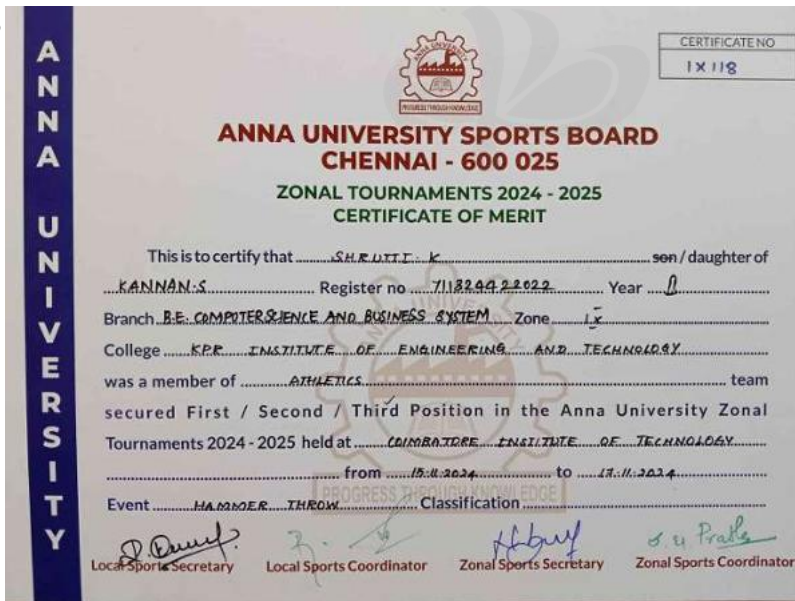 ANNA UNIVERSITY
CERTIFICATE NO
IX 118
ANNA UNIVERSITY
PROGRESS THROUGH KNOWLEDGE
ANNA UNIVERSITY SPORTS BOARD
CHENNAI - 600 025
ZONAL TOURNAMENTS 2024 - 2025
CERTIFICATE OF MERIT
This is to certify that SHRUTI. K son / daughter of
KANNAN.S Register no Year
Branch B.E. COMPUTERSCIENCE AND BUSINESS SYSTEM Zone IX
College KPR INSTITUTE OF ENGINEERING AND TECHNOLOGY
was a member of ATHLETICS team
secured First / Second / Third Position in the Anna University Zonal
Tournaments 2024 - 2025 held at COIMBATORE INSTITUTE OF TECHNOLOGY
from 15.11.2024 to 17.11.2024
PROGRESS THROUGH KNOWLEDGE
Event HAMMER THROW Classification
Local Sports Secretary Local Sports Coordinator Zonal Sports Secretary Zonal Sports Coordinator